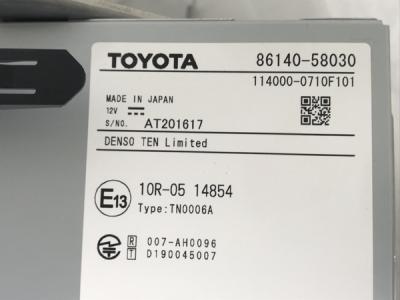 TOYOTA 86140-58030
114000-0710F101
MADE IN JAPAN
12V
S/NO. AT201617
DENSO TEN Limited
E13 10R-05 14854
Type:TN0006A
R 007-AH0096
T D190045007